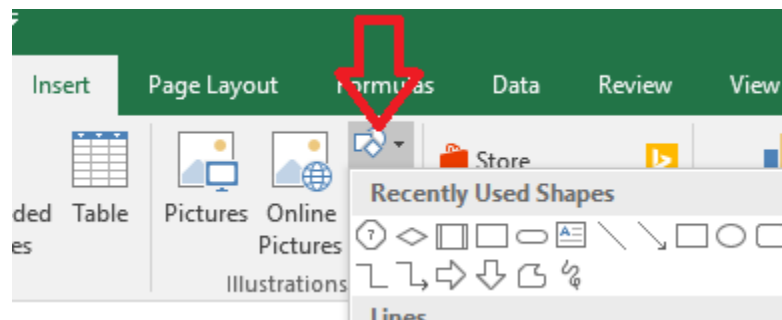 Insert Page Layout Formulas Data Review View
Store
Recently Used Shapes
ded Table Pictures Online
es Pictures
Illustrations
Lines